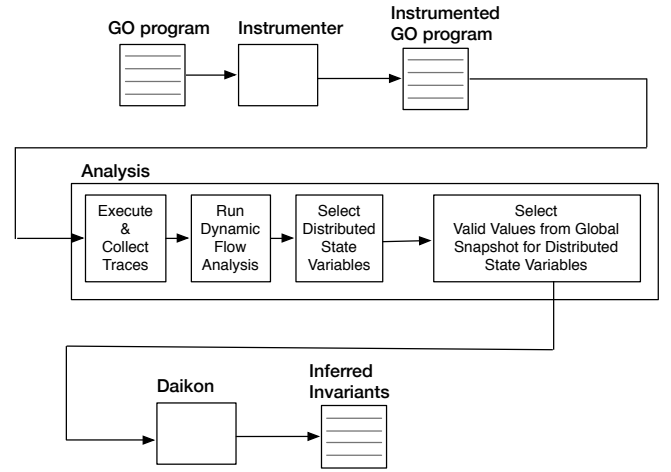 GO program
Instrumenter
Instrumented
GO program
Analysis
Execute
&
Collect
Traces
Run
Dynamic
Flow
Analysis
Select
Distributed
State
Variables
Select
Valid Values from Global
Snapshot for Distributed
State Variables
Daikon
Inferred
Invariants